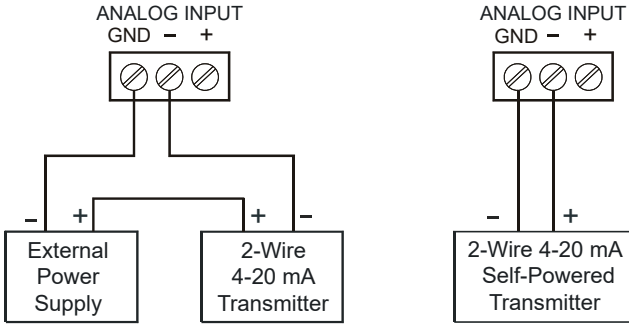 ANALOG INPUT
GND – +
– +
+ –
External
Power
Supply
2-Wire
4-20 mA
Transmitter
ANALOG INPUT
GND – +
– +
2-Wire 4-20 mA
Self-Powered
Transmitter